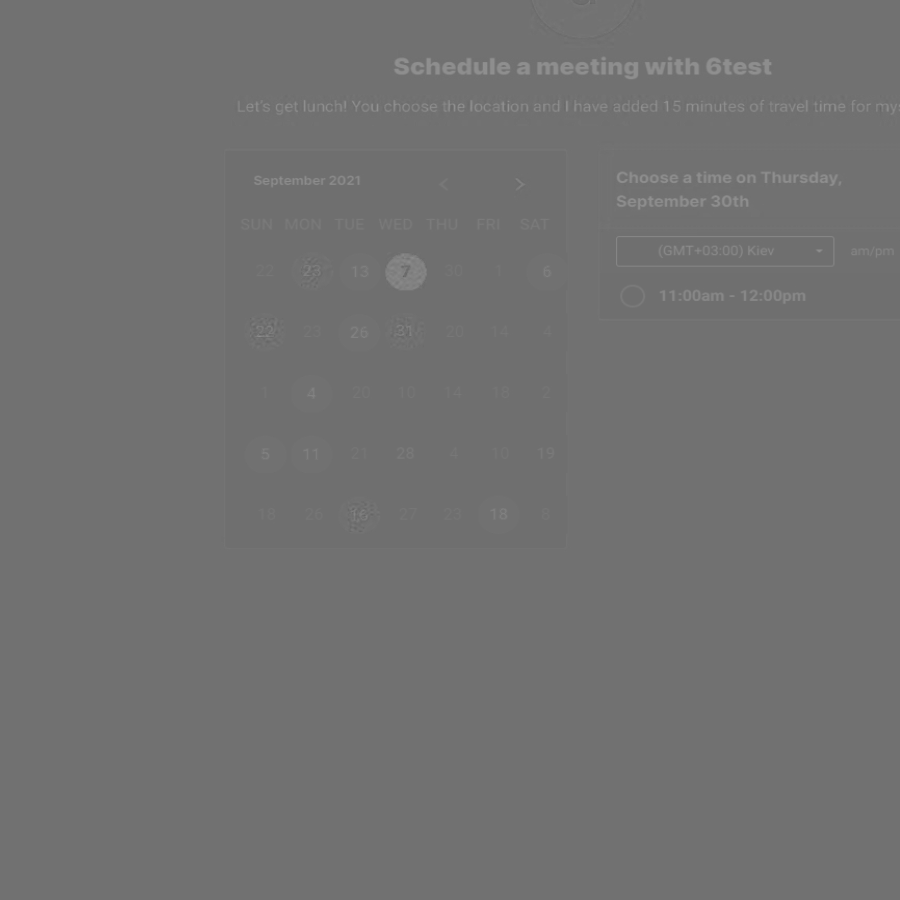 Schedule a meeting with 6test
Let's get lunch! You choose the location and I have added 15 minutes of travel time for my
September 2021
SUN MON TUE WED THU FRI SAT
22 23 13 7 30 1 6
22 23 26 31 20 14 4
1 4 20 10 14 18 2
5 11 21 28 4 10 19
18 26 16 27 23 18 8
Choose a time on Thursday,
September 30th
(GMT+03:00) Kiev am/pm
11:00am - 12:00pm